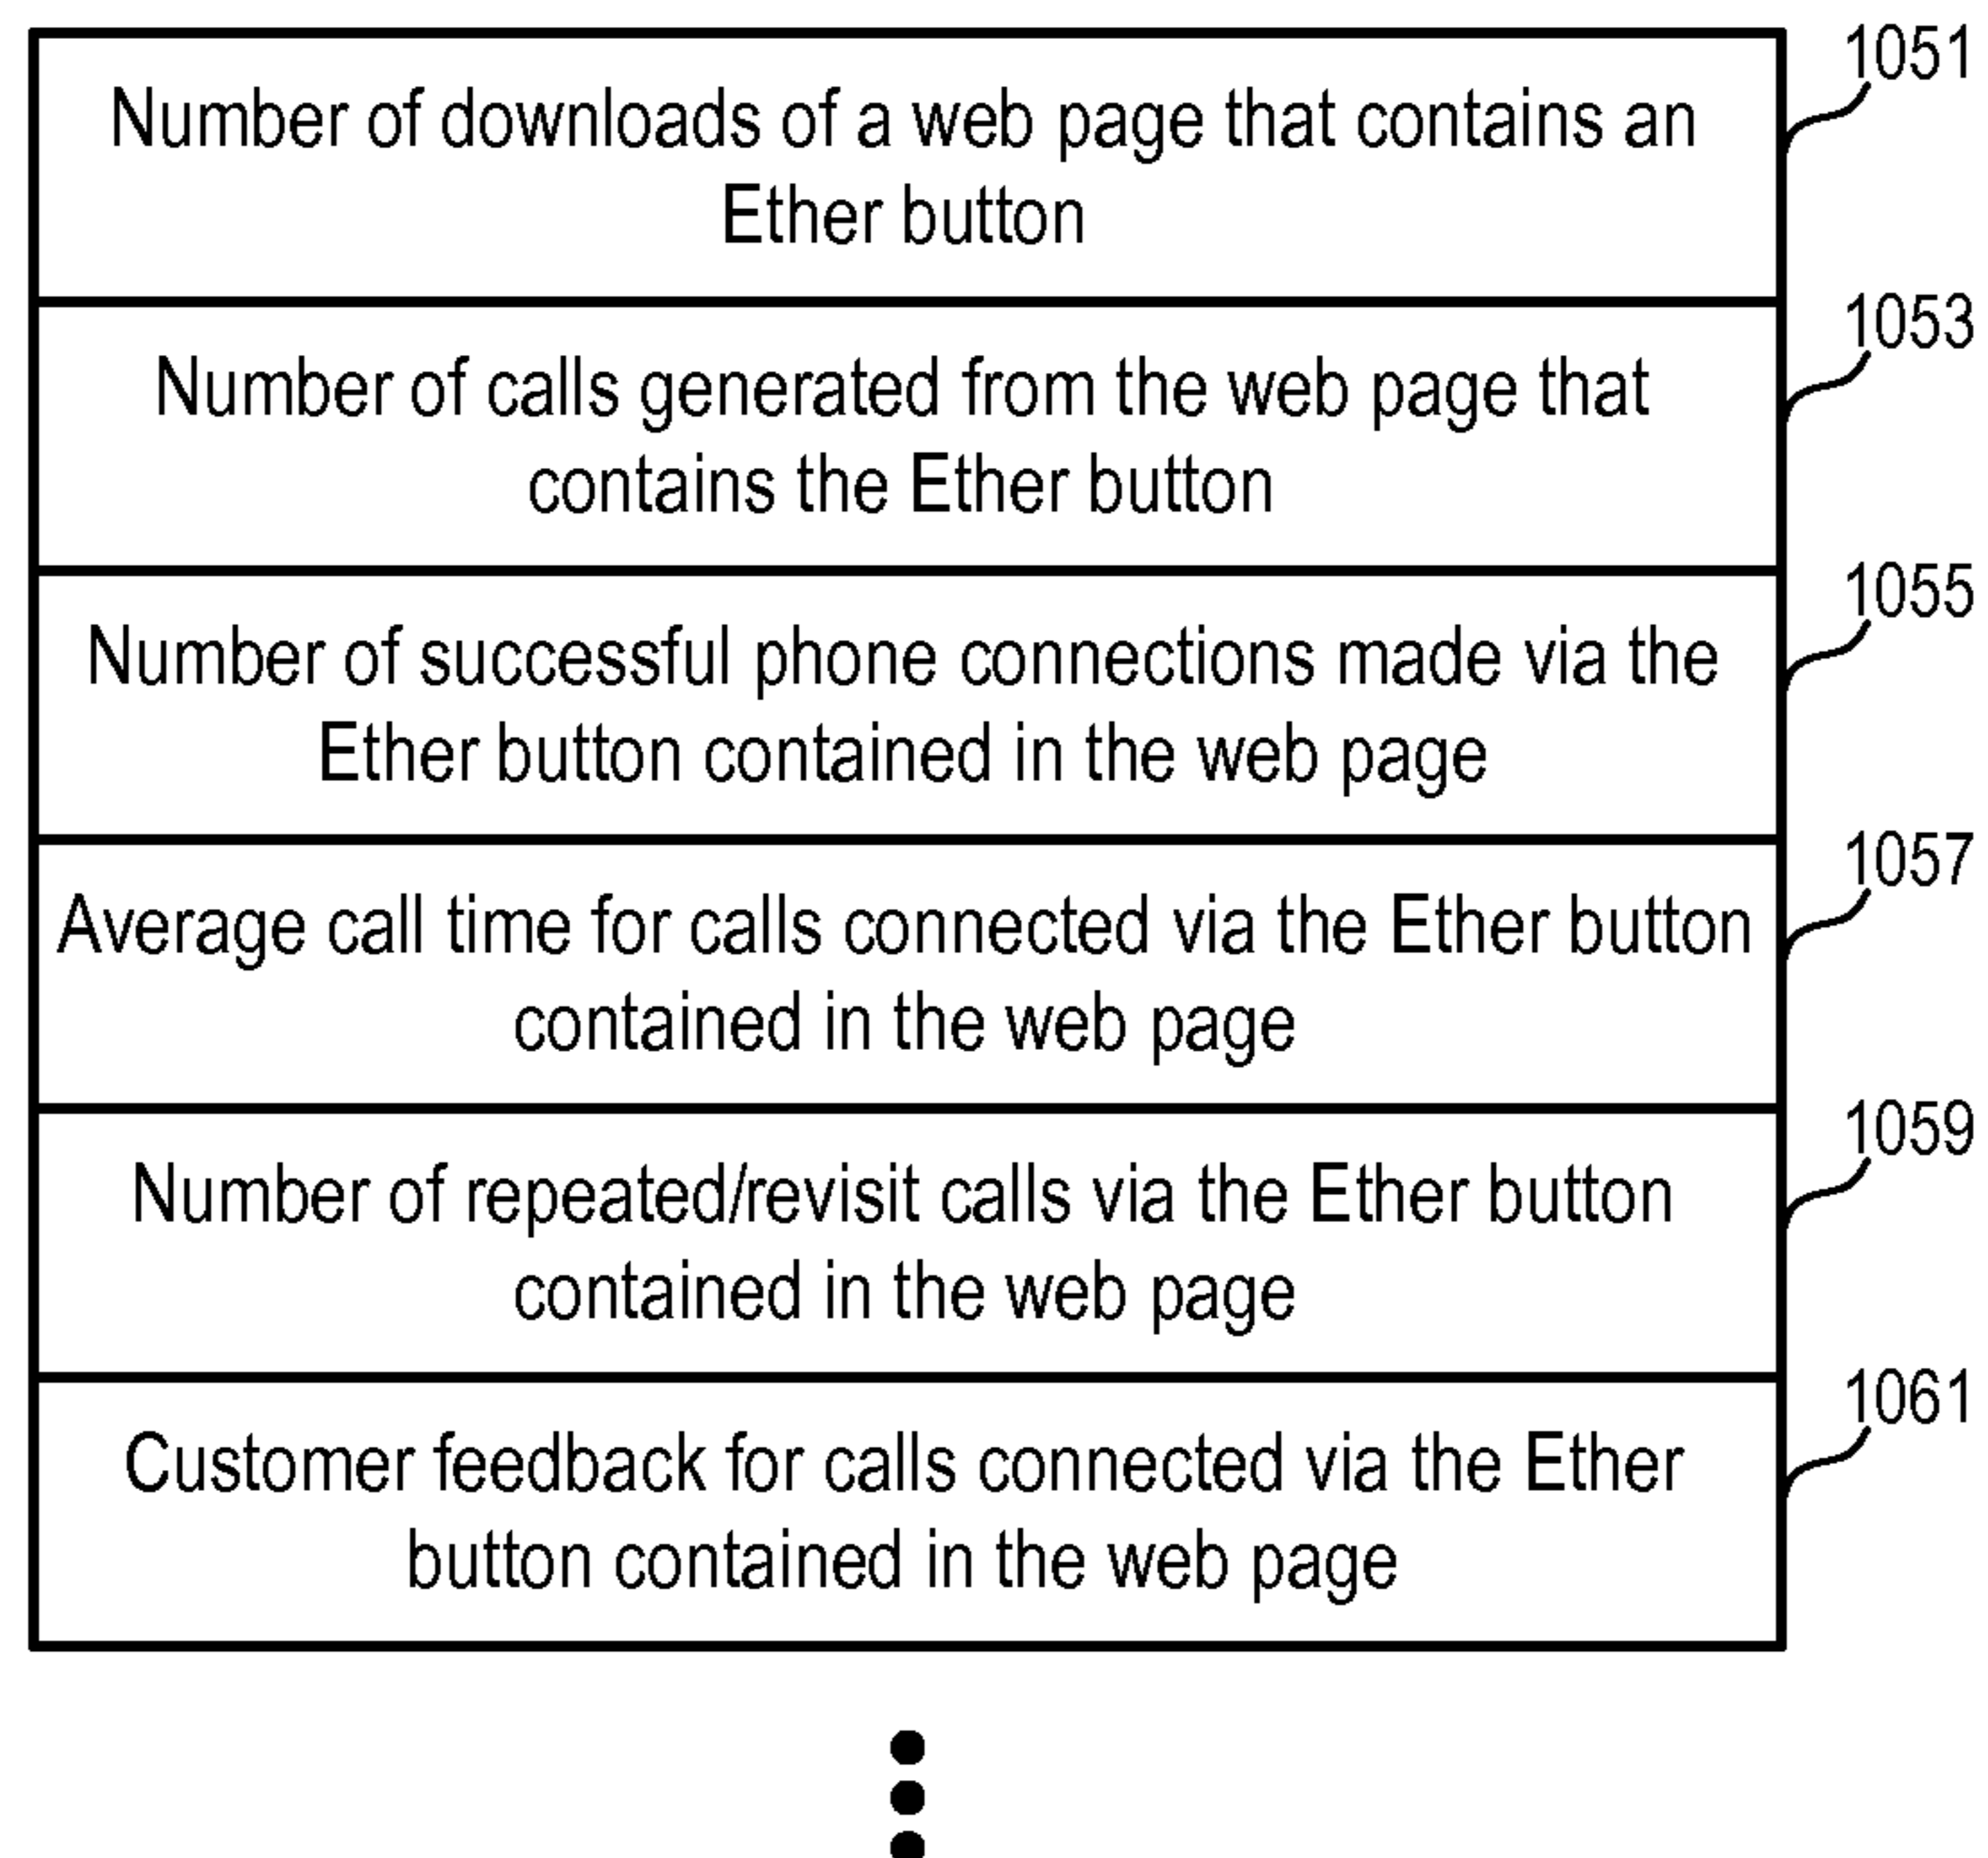 1051
Number of downloads of a web page that contains an
Ether button
1053
Number of calls generated from the web page that
contains the Ether button
1055
Number of successful phone connections made via the
Ether button contained in the web page
1057
Average call time for calls connected via the Ether button
contained in the web page
1059
Number of repeated/revisit calls via the Ether button
contained in the web page
1061
Customer feedback for calls connected via the Ether
button contained in the web page